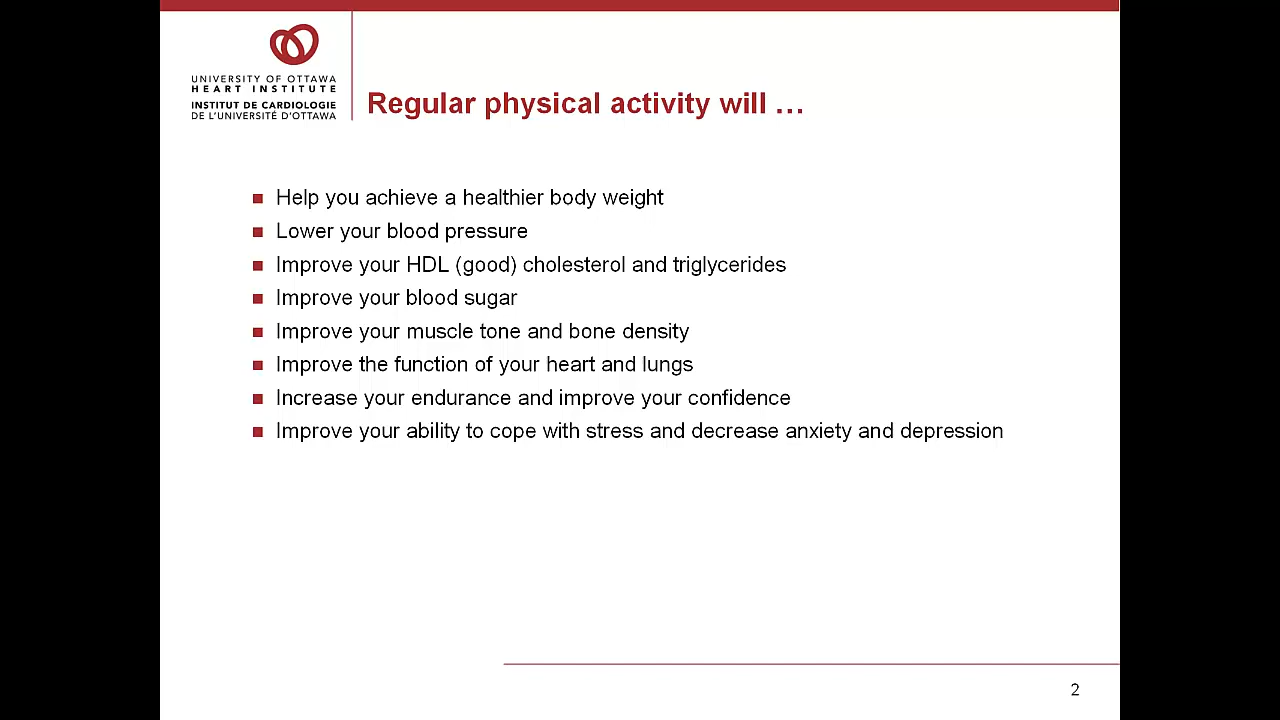 UNIVERSITY OF OTTAWA
HEART INSTITUTE
INSTITUT DE CARDIOLOGIE
DE L'UNIVERSITÉ D'OTTAWA
Regular physical activity will …
Help you achieve a healthier body weight
Lower your blood pressure
Improve your HDL (good) cholesterol and triglycerides
Improve your blood sugar
Improve your muscle tone and bone density
Improve the function of your heart and lungs
Increase your endurance and improve your confidence
Improve your ability to cope with stress and decrease anxiety and depression
2